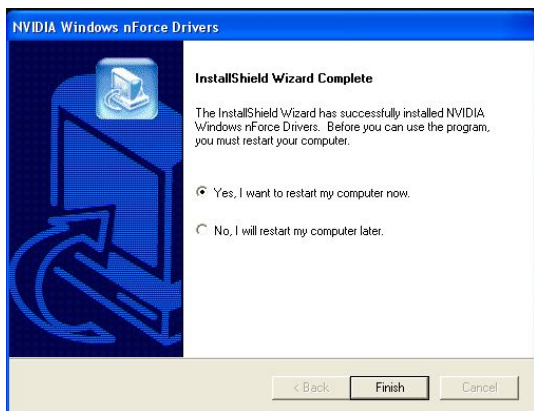 NVIDIA Windows nForce Drivers
InstallShield Wizard Complete
The InstallShield Wizard has successfully installed NVIDIA
Windows nForce Drivers. Before you can use the program,
you must restart your computer.
Yes, I want to restart my computer now.
No, I will restart my computer later.
< Back Finish Cancel